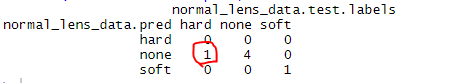 normal_lens_data.test.labels
normal_lens_data.pred hard none soft
hard 0 0 0
none 1 4 0
soft 0 0 1